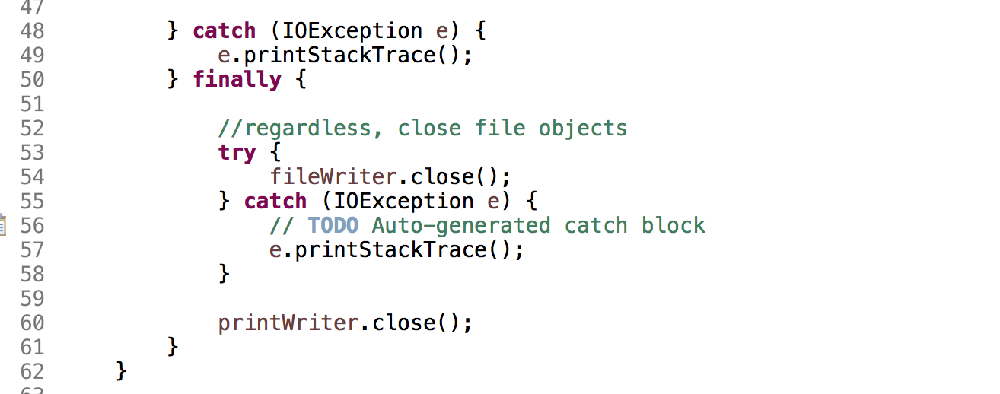 47
48 } catch (IOException e) {
49 e.printStackTrace();
50 } finally {
51
52 //regardless, close file objects
53 try {
54 fileWriter.close();
55 } catch (IOException e) {
56 // TODO Auto-generated catch block
57 e.printStackTrace();
58 }
59
60 printWriter.close();
61 }
62 }
63